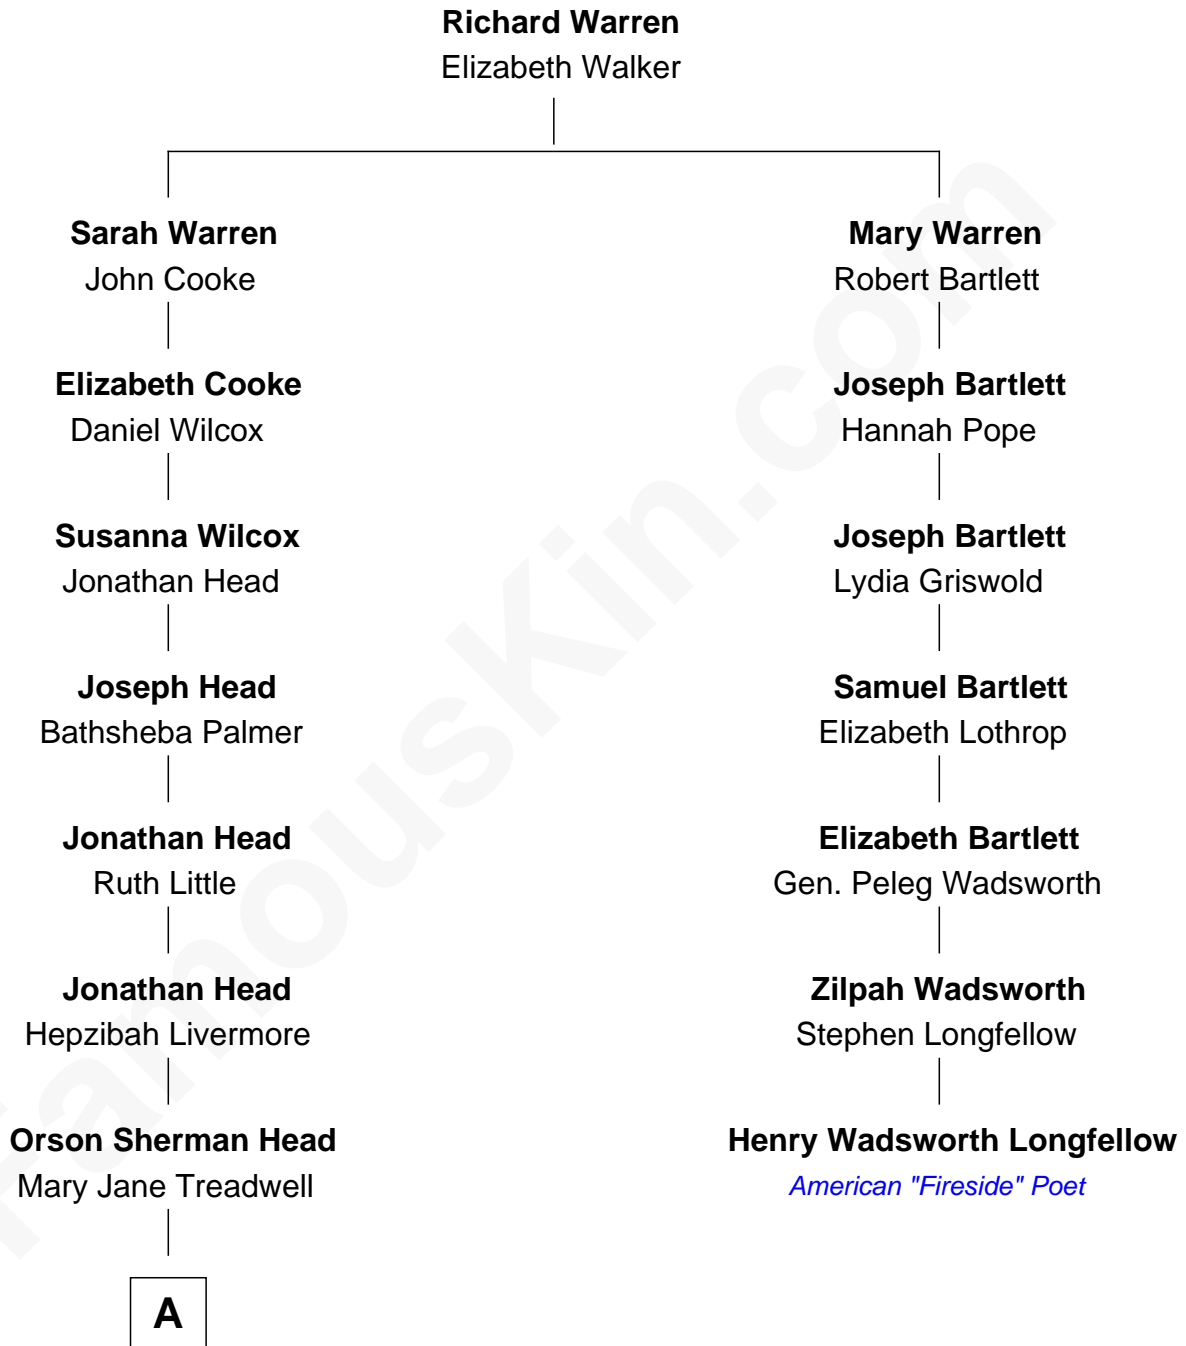 Richard Warren
Elizabeth Walker
Sarah Warren
John Cooke
Elizabeth Cooke
Daniel Wilcox
Susanna Wilcox
Jonathan Head
Joseph Head
Bathsheba Palmer
Jonathan Head
Ruth Little
Jonathan Head
Hepzibah Livermore
Orson Sherman Head
Mary Jane Treadwell
A
Mary Warren
Robert Bartlett
Joseph Bartlett
Hannah Pope
Joseph Bartlett
Lydia Griswold
Samuel Bartlett
Elizabeth Lothrop
Elizabeth Bartlett
Gen. Peleg Wadsworth
Zilpah Wadsworth
Stephen Longfellow
Henry Wadsworth Longfellow
American "Fireside" Poet
FamousKin.com